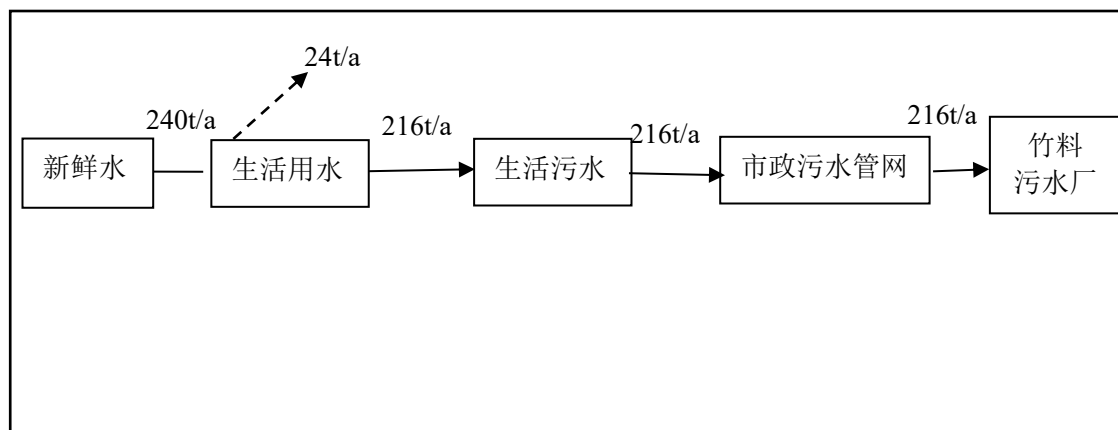 24t/a
240t/a
216t/a
216t/a
216t/a
新鲜水
生活用水
生活污水
市政污水管网
竹料
污水厂